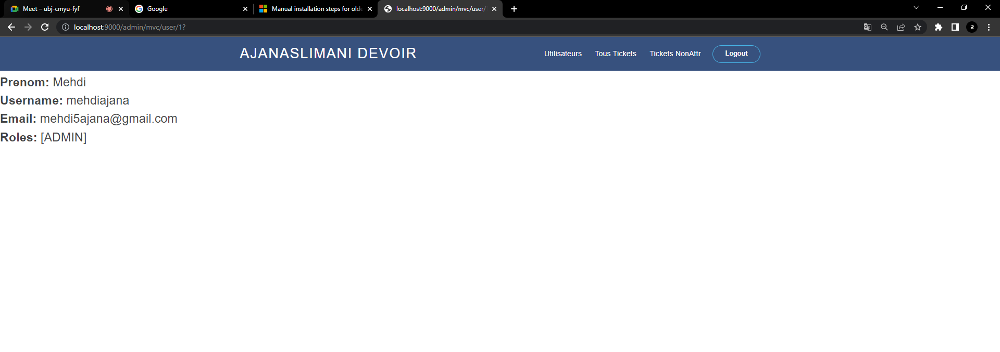 Meet – ubj-cmyu-fyf
Google
Manual installation steps for olde
localhost:9000/admin/mvc/user/
localhost:9000/admin/mvc/user/1?
AJANASLIMANI DEVOIR
Utilisateurs
Tous Tickets
Tickets NonAttr
Logout
Prenom: Mehdi
Username: mehdiajana
Email: mehdi5ajana@gmail.com
Roles: [ADMIN]